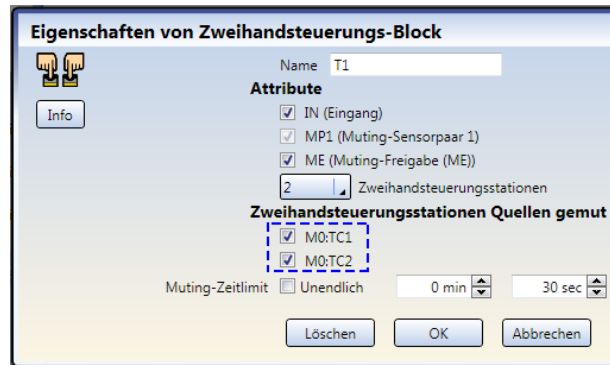 Eigenschaften von Zweihandsteuerungs-Block
Name T1
Attribute
Info
IN (Eingang)
MP1 (Muting-Sensorpaar 1)
ME (Muting-Freigabe (ME))
2 Zweihandsteuerungsstationen
Zweihandsteuerungsstationen Quellen gemut
M0:TC1
M0:TC2
Muting-Zeitlimit Unendlich 0 min 30 sec
Löschen OK Abbrechen